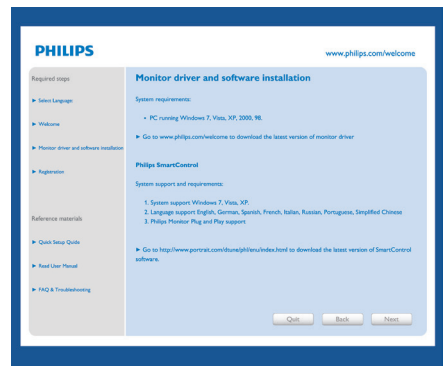 PHILIPS
www.philips.com/welcome
Required steps
► Select Language
► Welcome
► Monitor driver and software installation
► Registration
Reference materials
► Quick Setup Guide
► Read User Manual
► FAQ & Troubleshooting
Monitor driver and software installation
System requirements:
• PC running Windows 7, Vista, XP, 2000, 98.
► Go to www.philips.com/welcome to download the latest version of monitor driver
Philips SmartControl
System support and requirements:
1. System support Windows 7, Vista, XP.
2. Language support English, German, Spanish, French, Italian, Russian, Portuguese, Simplified Chinese
3. Philips Monitor Plug and Play support
► Go to http://www.portrait.com/dtune/phl/enu/index.html to download the latest version of SmartControl
software.
Quit
Back
Next